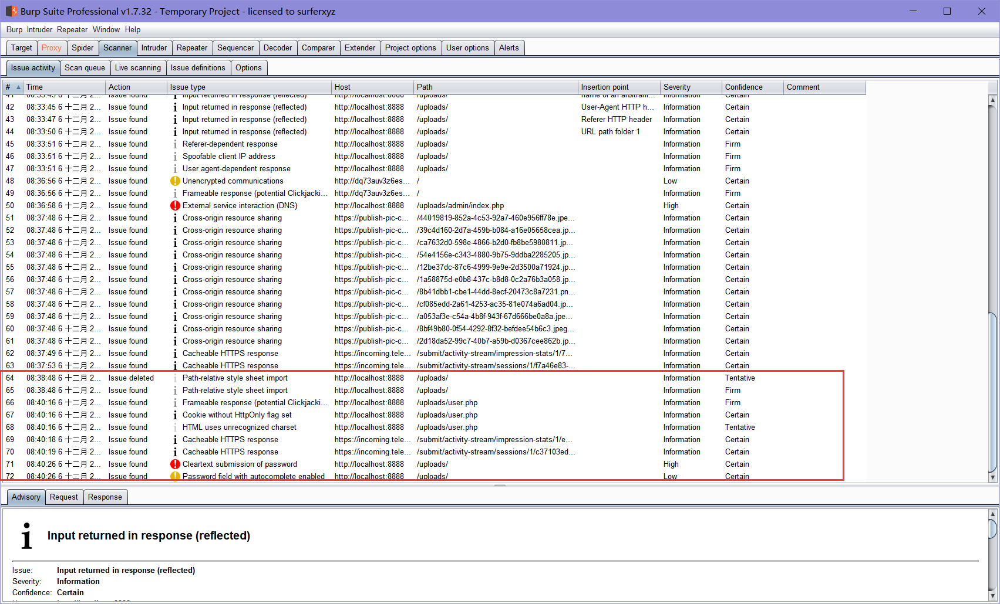 Burp Suite Professional v1.7.32 - Temporary Project - licensed to surferxyz
Burp Intruder Repeater Window Help
Target Proxy Spider Scanner Intruder Repeater Sequencer Decoder Comparer Extender Project options User options Alerts
Issue activity Scan queue Live scanning Issue definitions Options
# Time Action Issue type Host Path Insertion point Severity Confidence Comment
41 08:33:45 6 十二月 2... Issue found Input returned in response (reflected) http://localhost:8888 /uploads/ name of an arbitrari... Information Certain
42 08:33:45 6 十二月 2... Issue found Input returned in response (reflected) http://localhost:8888 /uploads/ User-Agent HTTP h... Information Certain
43 08:33:47 6 十二月 2... Issue found Input returned in response (reflected) http://localhost:8888 /uploads/ Referer HTTP header Information Certain
44 08:33:50 6 十二月 2... Issue found Input returned in response (reflected) http://localhost:8888 /uploads/ URL path folder 1 Information Certain
45 08:33:51 6 十二月 2... Issue found Referer-dependent response http://localhost:8888 /uploads/ Information Firm
46 08:33:51 6 十二月 2... Issue found Spoofable client IP address http://localhost:8888 /uploads/ Information Firm
47 08:33:51 6 十二月 2... Issue found User agent-dependent response http://localhost:8888 /uploads/ Information Firm
48 08:36:56 6 十二月 2... Issue found Unencrypted communications http://dq73auv3z6es... / Low Certain
49 08:36:56 6 十二月 2... Issue found Frameable response (potential Clickjacki... http://dq73auv3z6es... / Information Firm
50 08:36:58 6 十二月 2... Issue found External service interaction (DNS) http://localhost:8888 /uploads/admin/index.php High Certain
51 08:37:48 6 十二月 2... Issue found Cross-origin resource sharing https://publish-pic-c... /44019819-852a-4c53-92a7-460e956ff78e.jpe... Information Certain
52 08:37:48 6 十二月 2... Issue found Cross-origin resource sharing https://publish-pic-c... /39c4d160-2d7a-459b-b084-a16e05658cea.jp... Information Certain
53 08:37:48 6 十二月 2... Issue found Cross-origin resource sharing https://publish-pic-c... /ca7632d0-598e-4866-b2d0-fb8be5980811.jp... Information Certain
54 08:37:48 6 十二月 2... Issue found Cross-origin resource sharing https://publish-pic-c... /54e4156e-c343-4880-9b75-9ddba2285205.jp... Information Certain
55 08:37:48 6 十二月 2... Issue found Cross-origin resource sharing https://publish-pic-c... /12be37dc-87c6-4999-9e9e-2d3500a71924.jp... Information Certain
56 08:37:48 6 十二月 2... Issue found Cross-origin resource sharing https://publish-pic-c... /1a58875d-e0b8-437c-b8d8-0c2a76b3a058.jp... Information Certain
57 08:37:48 6 十二月 2... Issue found Cross-origin resource sharing https://publish-pic-c... /8b41dbb1-cbe1-44dd-8ecf-20473c8a7231.pn... Information Certain
58 08:37:48 6 十二月 2... Issue found Cross-origin resource sharing https://publish-pic-c... /cf085edd-2a61-4253-ac35-81e074a6ad04.jp... Information Certain
59 08:37:48 6 十二月 2... Issue found Cross-origin resource sharing https://publish-pic-c... /a053af3e-c54a-4b8f-943f-67d666be0a8a.jpe... Information Certain
60 08:37:48 6 十二月 2... Issue found Cross-origin resource sharing https://publish-pic-c... /8bf49b80-0f54-4292-8f32-befdee54b6c3.jpeg... Information Certain
61 08:37:48 6 十二月 2... Issue found Cross-origin resource sharing https://publish-pic-c... /2d18da52-99c7-40b7-a59b-d0367cee862b.jp... Information Certain
62 08:37:49 6 十二月 2... Issue found Cacheable HTTPS response https://incoming.tele... /submit/activity-stream/impression-stats/1/7... Information Certain
63 08:37:53 6 十二月 2... Issue found Cacheable HTTPS response https://incoming.tele... /submit/activity-stream/sessions/1/f7a46e83-... Information Certain
64 08:38:48 6 十二月 2... Issue deleted Path-relative style sheet import http://localhost:8888 /uploads/ Information Tentative
65 08:38:48 6 十二月 2... Issue found Path-relative style sheet import http://localhost:8888 /uploads/ Information Firm
66 08:40:16 6 十二月 2... Issue found Frameable response (potential Clickjacki... http://localhost:8888 /uploads/user.php Information Firm
67 08:40:16 6 十二月 2... Issue found Cookie without HttpOnly flag set http://localhost:8888 /uploads/user.php Information Certain
68 08:40:16 6 十二月 2... Issue found HTML uses unrecognized charset http://localhost:8888 /uploads/user.php Information Tentative
69 08:40:18 6 十二月 2... Issue found Cacheable HTTPS response https://incoming.tele... /submit/activity-stream/impression-stats/1/e... Information Certain
70 08:40:19 6 十二月 2... Issue found Cacheable HTTPS response https://incoming.tele... /submit/activity-stream/sessions/1/c37103ed... Information Certain
71 08:40:26 6 十二月 2... Issue found Cleartext submission of password http://localhost:8888 /uploads/ High Certain
72 08:40:26 6 十二月 2... Issue found Password field with autocomplete enabled http://localhost:8888 /uploads/ Low Certain
Advisory Request Response
Input returned in response (reflected)
Issue: Input returned in response (reflected)
Severity: Information
Confidence: Certain